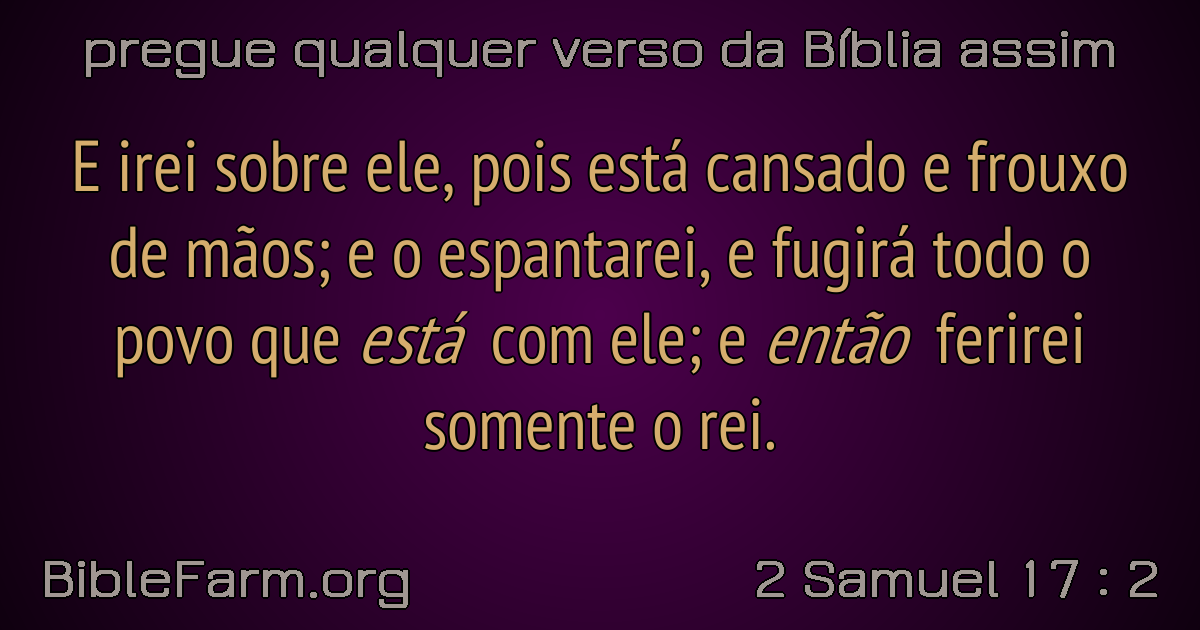 pregue qualquer verso da Bíblia assim
E irei sobre ele, pois está cansado e frouxo
de mãos; e o espantarei, e fugirá todo o
povo que está com ele; e então ferirei
somente o rei.
BibleFarm.org
2 Samuel 17 : 2